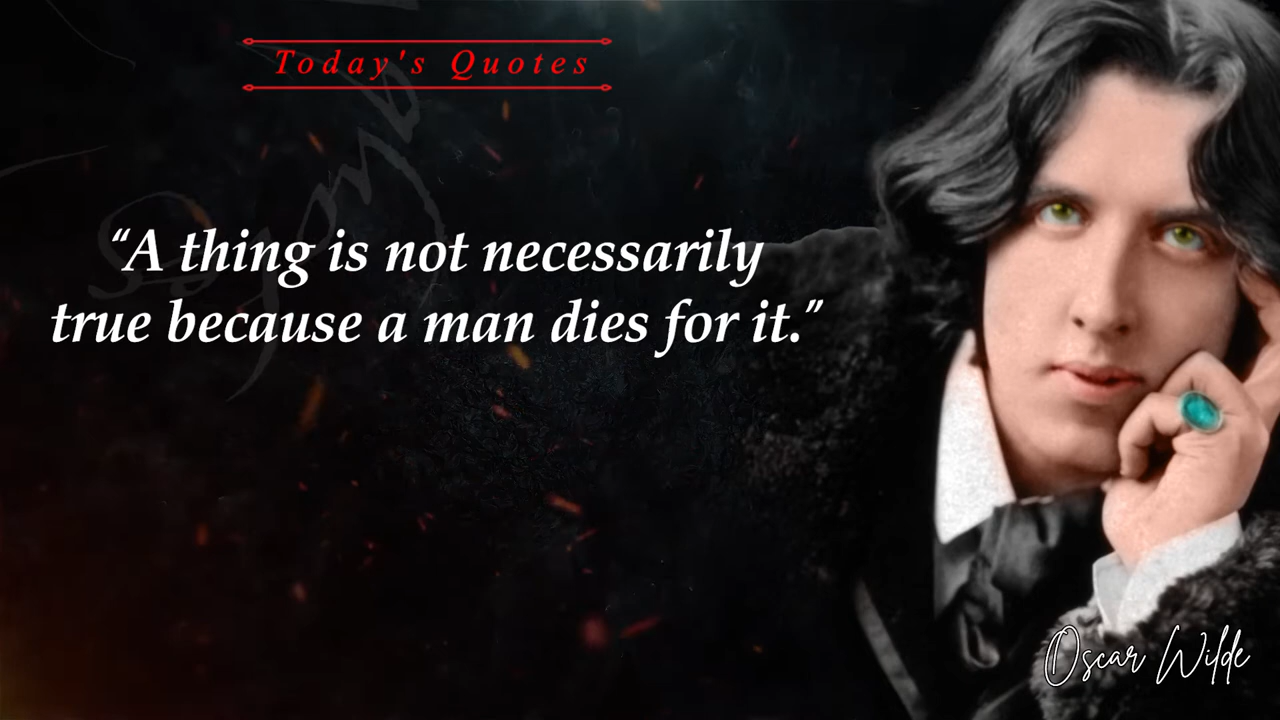 Today's Quotes
“A thing is not necessarily
true because a man dies for it.”
Oscar Wilde